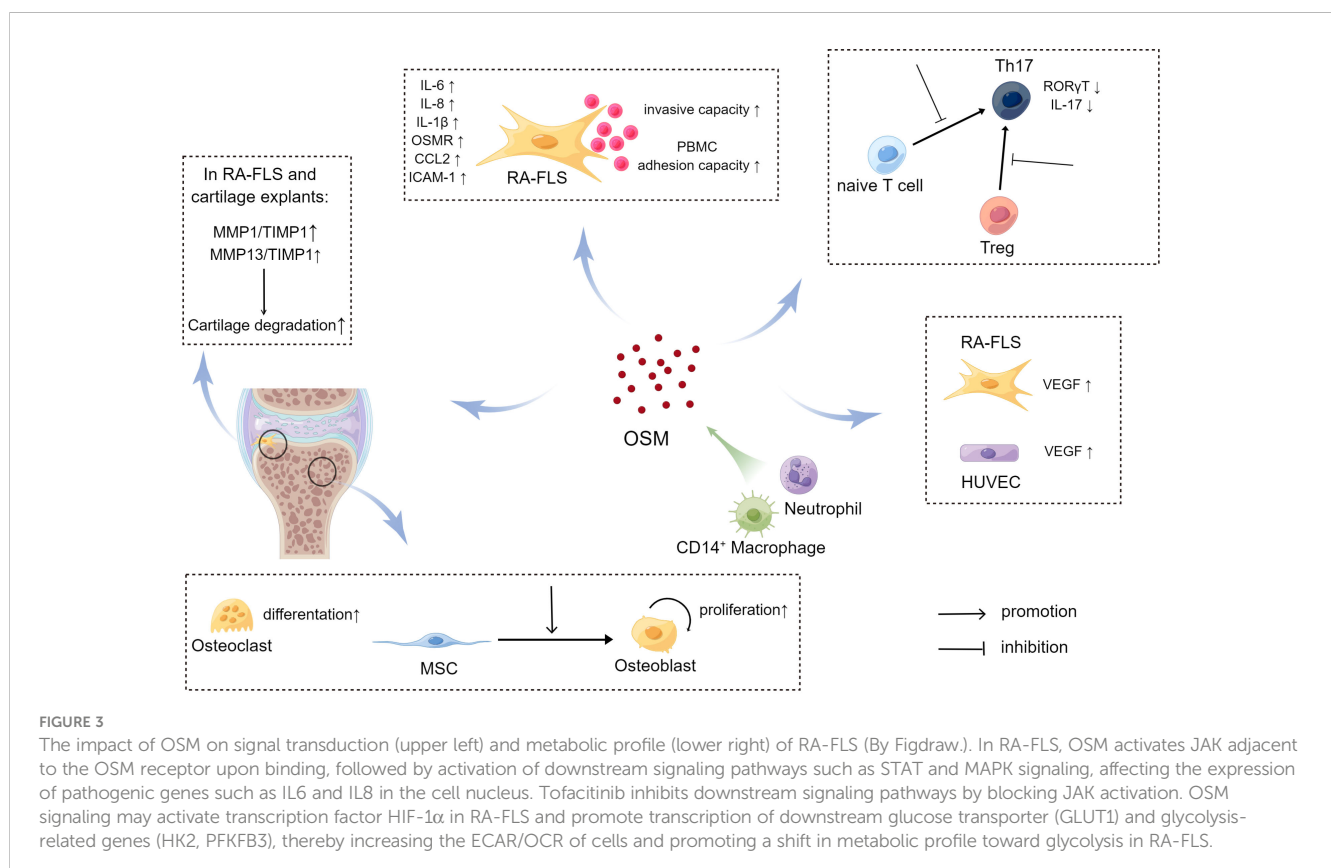 IL-6 ↑
IL-8 ↑
IL-1β ↑
OSMR ↑
CCL2 ↑
ICAM-1 ↑
RA-FLS
invasive capacity ↑
PBMC
adhesion capacity ↑
Th17
RORγT ↓
IL-17 ↓
naive T cell
Treg
In RA-FLS and
cartilage explants:
MMP1/TIMP1↑
MMP13/TIMP1↑
Cartilage degradation↑
OSM
RA-FLS
VEGF ↑
VEGF ↑
HUVEC
Neutrophil
CD14⁺ Macrophage
Osteoclast
differentation↑
MSC
Osteoblast
proliferation↑
promotion
inhibition
FIGURE 3
The impact of OSM on signal transduction (upper left) and metabolic profile (lower right) of RA-FLS (By Figdraw.). In RA-FLS, OSM activates JAK adjacent
to the OSM receptor upon binding, followed by activation of downstream signaling pathways such as STAT and MAPK signaling, affecting the expression
of pathogenic genes such as IL6 and IL8 in the cell nucleus. Tofacitinib inhibits downstream signaling pathways by blocking JAK activation. OSM
signaling may activate transcription factor HIF-1α in RA-FLS and promote transcription of downstream glucose transporter (GLUT1) and glycolysis-
related genes (HK2, PFKFB3), thereby increasing the ECAR/OCR of cells and promoting a shift in metabolic profile toward glycolysis in RA-FLS.